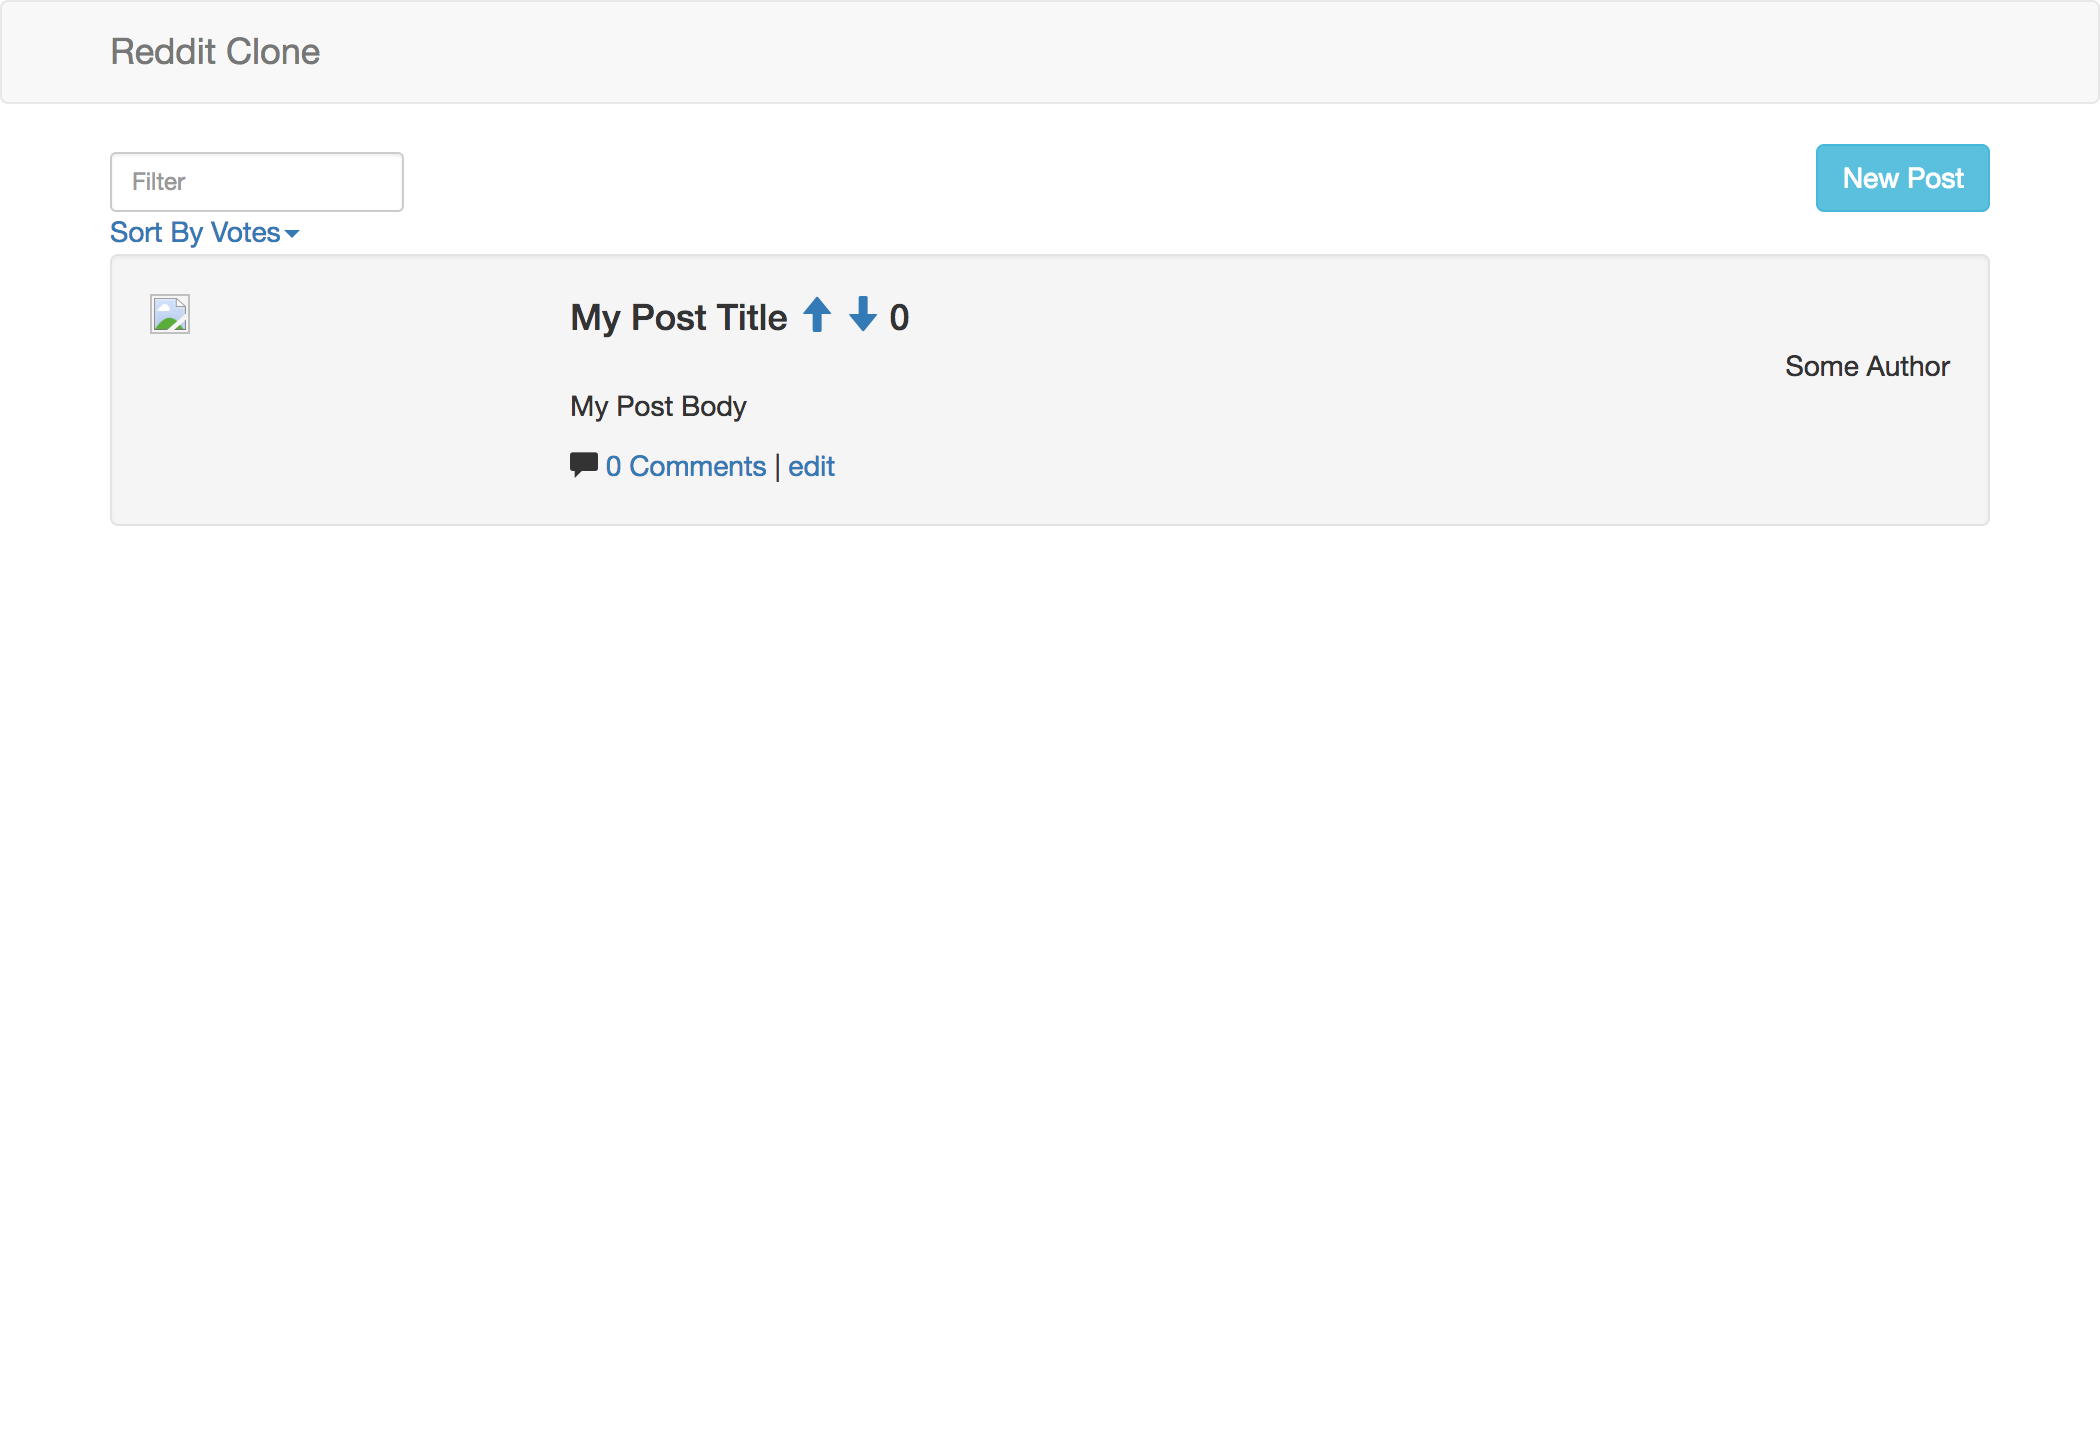 Reddit Clone
Filter
New Post
Sort By Votes
My Post Title 0
Some Author
My Post Body
0 Comments | edit